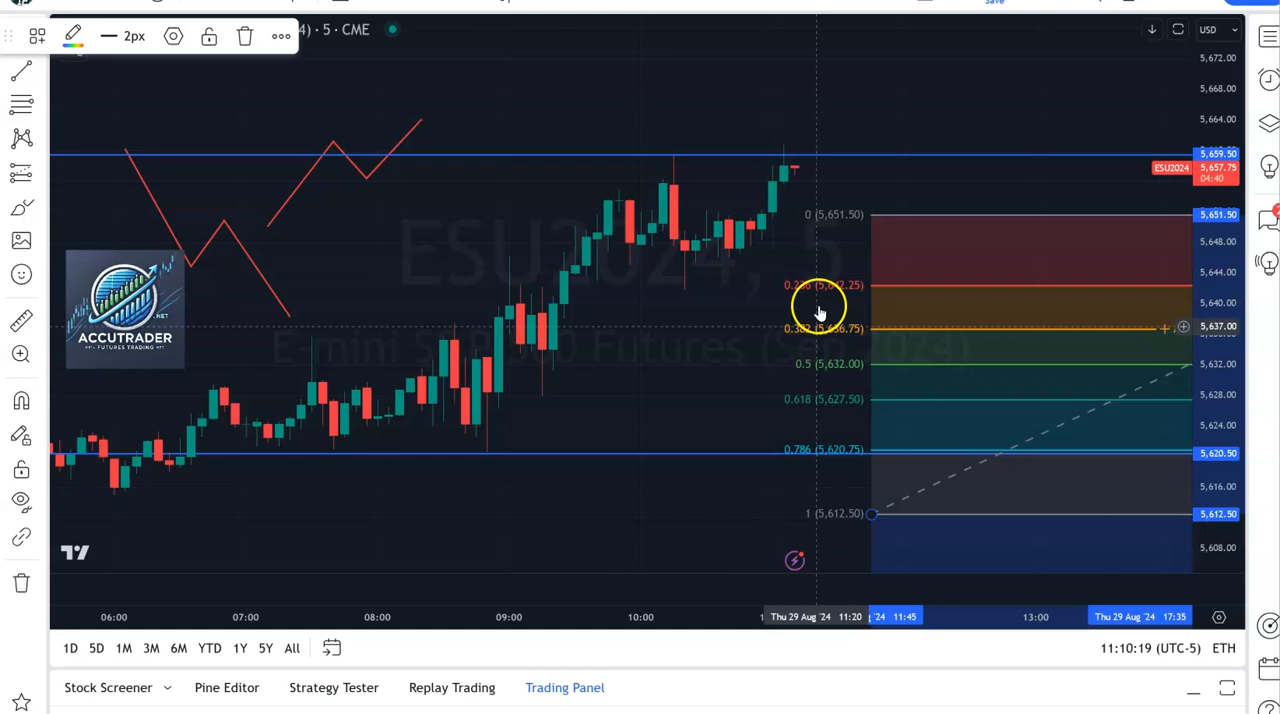 Save
2px
4) · 5 · CME
USD
5,672.00
5,668.00
5,664.00
5,659.50
ESU2024
5,657.75
04:40
0 (5,651.50)
5,651.50
ESU2024, 5
5,648.00
5,644.00
5,640.00
0.382 (5,636.75)
5,637.00
E-mini S&P 500 Futures (Sep 2024)
0.5 (5,632.00)
5,632.00
0.618 (5,627.50)
5,628.00
5,624.00
0.786 (5,620.75)
5,620.50
5,616.00
1 (5,612.50)
5,612.50
5,608.00
.NET
ACCUTRADER
FUTURES TRADING
06:00
07:00
08:00
09:00
10:00
Thu 29 Aug '24 11:20
'24 11:45
13:00
Thu 29 Aug '24 17:35
1D
5D
1M
3M
6M
YTD
1Y
5Y
All
11:10:19 (UTC-5)
ETH
Stock Screener
Pine Editor
Strategy Tester
Replay Trading
Trading Panel